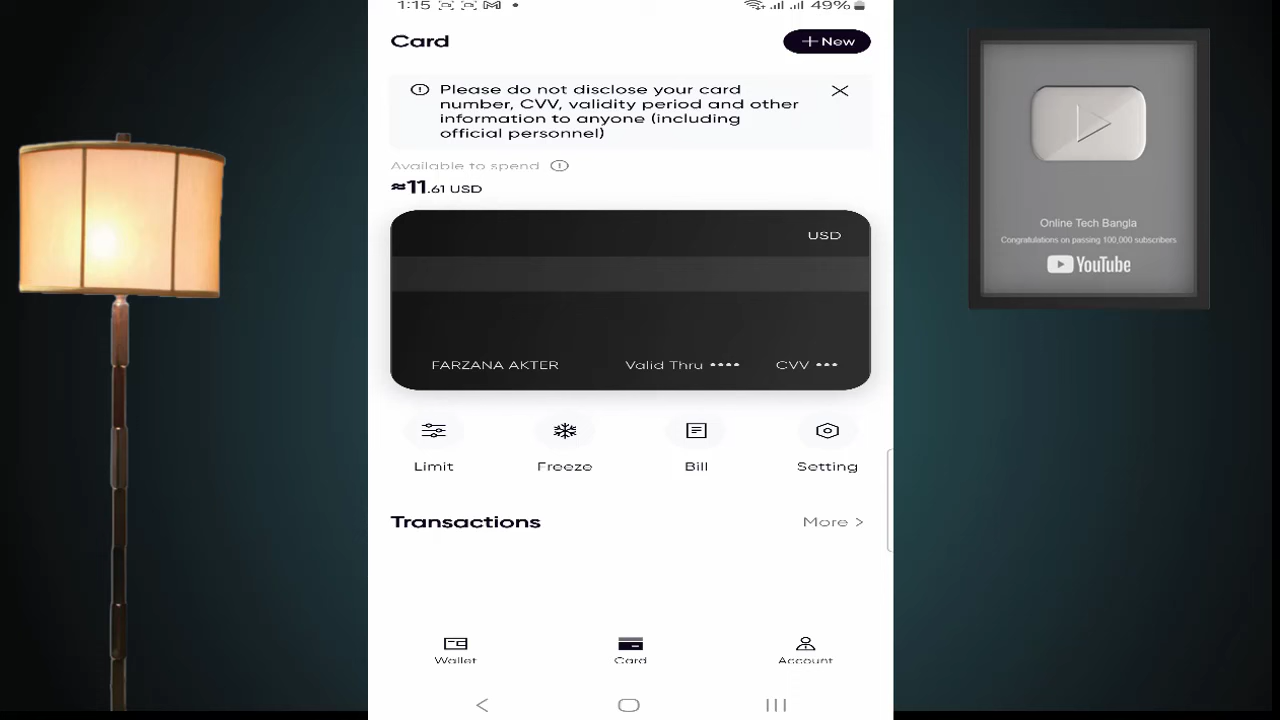 1:15 49%
Card
New
Please do not disclose your card
number, CVV, validity period and other
information to anyone (including
official personnel)
Available to spend
≈11.61 USD
USD
FARZANA AKTER Valid Thru •••• CVV •••
Limit Freeze Bill Setting
Transactions More >
Wallet Card Account
Online Tech Bangla
Congratulations on passing 100,000 subscribers
YouTube